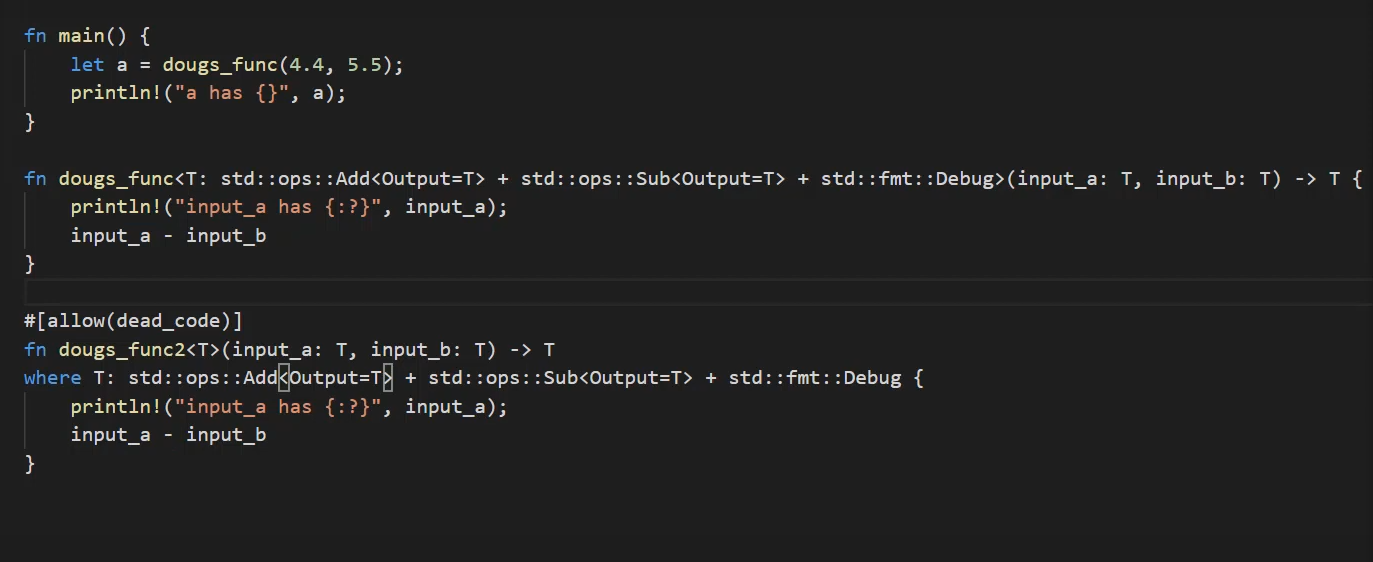 fn main() {
    let a = dougs_func(4.4, 5.5);
    println!("a has {}", a);
}
fn dougs_func<T: std::ops::Add<Output=T> + std::ops::Sub<Output=T> + std::fmt::Debug>(input_a: T, input_b: T) -> T {
    println!("input_a has {:?}", input_a);
    input_a - input_b
}
#[allow(dead_code)]
fn dougs_func2<T>(input_a: T, input_b: T) -> T
where T: std::ops::Add<Output=T> + std::ops::Sub<Output=T> + std::fmt::Debug {
    println!("input_a has {:?}", input_a);
    input_a - input_b
}